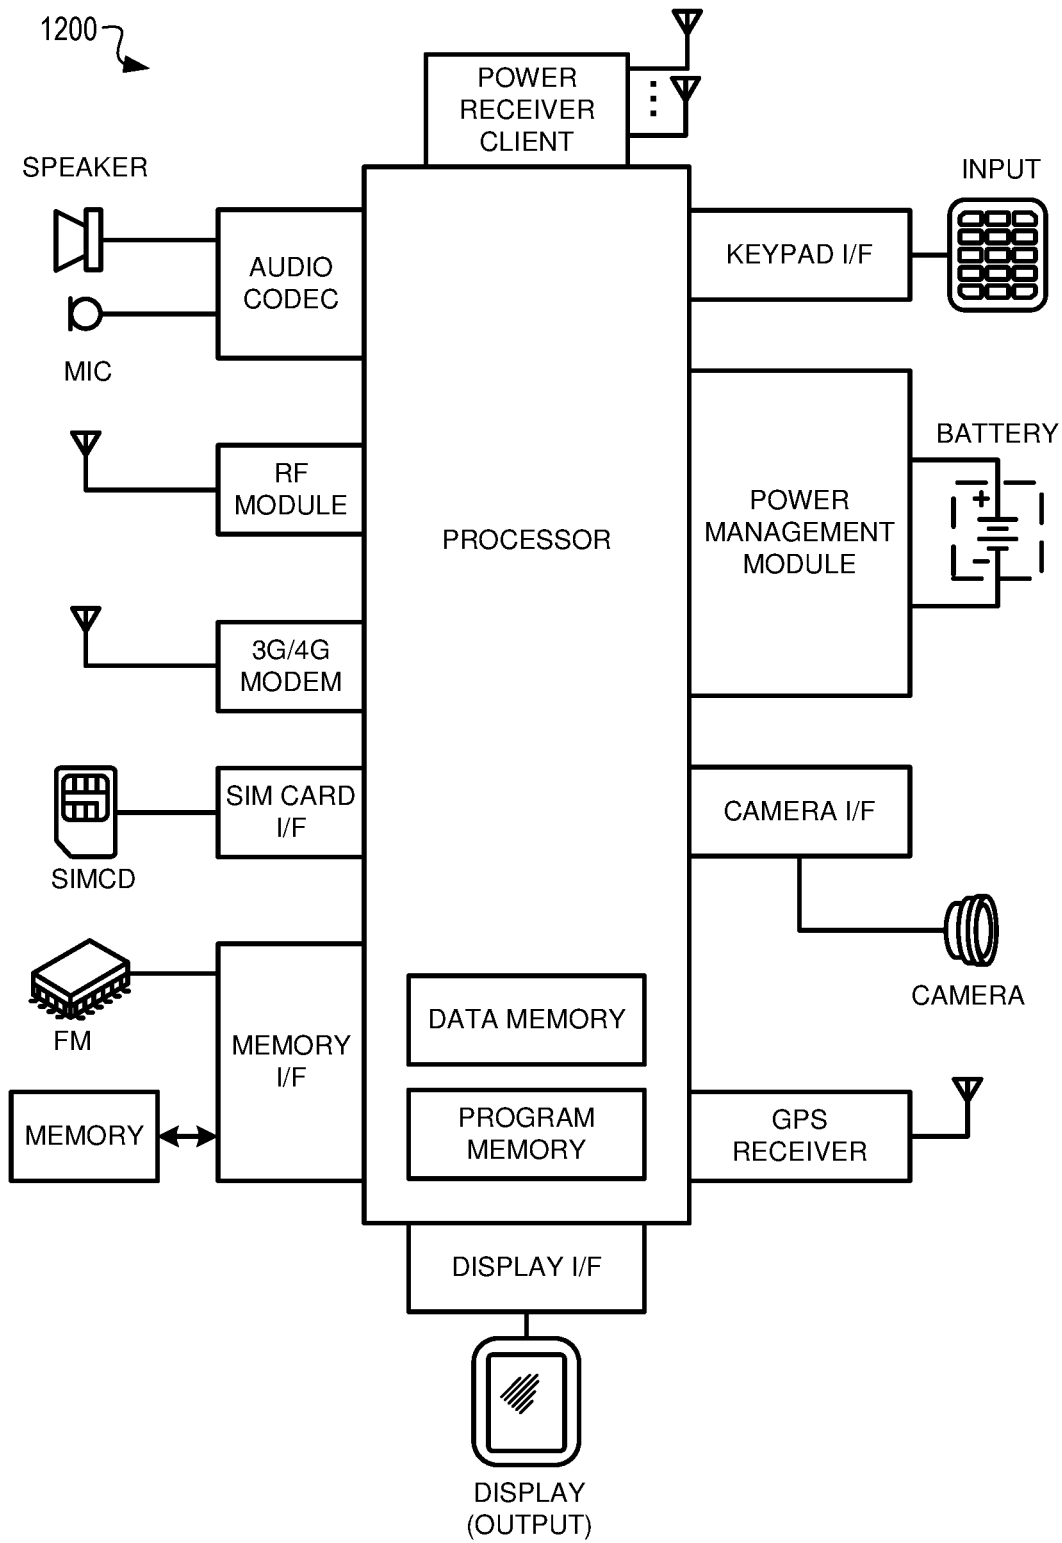 1200
POWER
RECEIVER
CLIENT
SPEAKER
INPUT
AUDIO
CODEC
KEYPAD I/F
MIC
BATTERY
RF
MODULE
PROCESSOR
POWER
MANAGEMENT
MODULE
+
-
3G/4G
MODEM
SIM CARD
I/F
CAMERA I/F
SIMCD
CAMERA
DATA MEMORY
FM
MEMORY
I/F
MEMORY
PROGRAM
MEMORY
GPS
RECEIVER
DISPLAY I/F
DISPLAY
(OUTPUT)